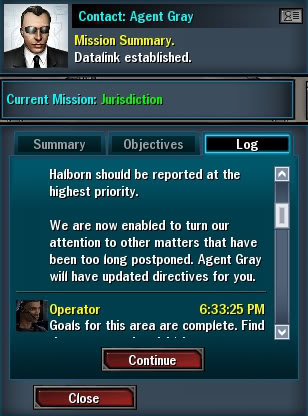 Contact: Agent Gray
Mission Summary.
Datalink established.
Current Mission: Jurisdiction
Summary
Objectives
Log
Halborn should be reported at the
highest priority.
We are now enabled to turn our
attention to other matters that have
been too long postponed. Agent Gray
will have updated directives for you.
Operator 6:33:25 PM
Goals for this area are complete. Find
Continue
Close